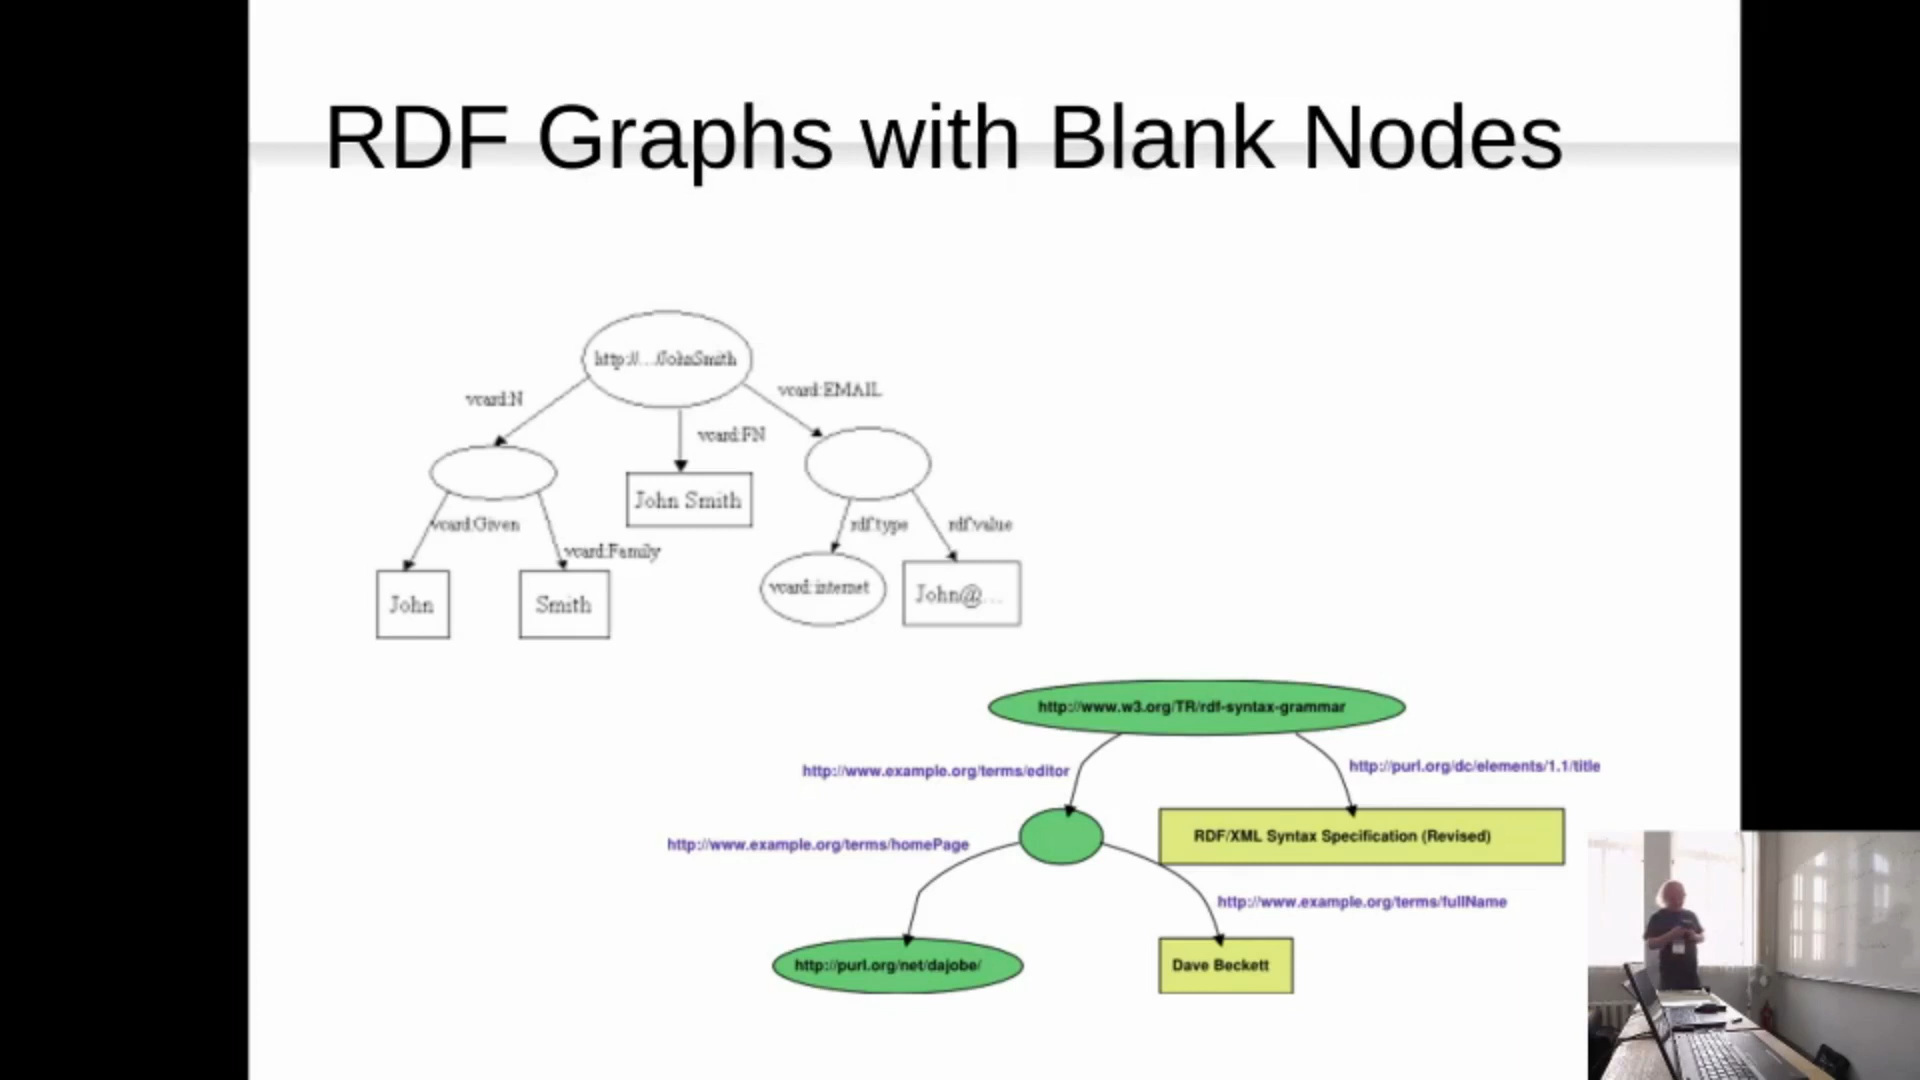 RDF Graphs with Blank Nodes
http://.../JohnSmith
vcard:N
vcard:EMAIL
vcard:FN
John Smith
vcard:Given
vcard:Family
rdf:type
rdf:value
John
Smith
vcard:internet
John@...
http://www.w3.org/TR/rdf-syntax-grammar
http://www.example.org/terms/editor
http://purl.org/dc/elements/1.1/title
RDF/XML Syntax Specification (Revised)
http://www.example.org/terms/homePage
http://www.example.org/terms/fullName
http://purl.org/net/dajobe/
Dave Beckett